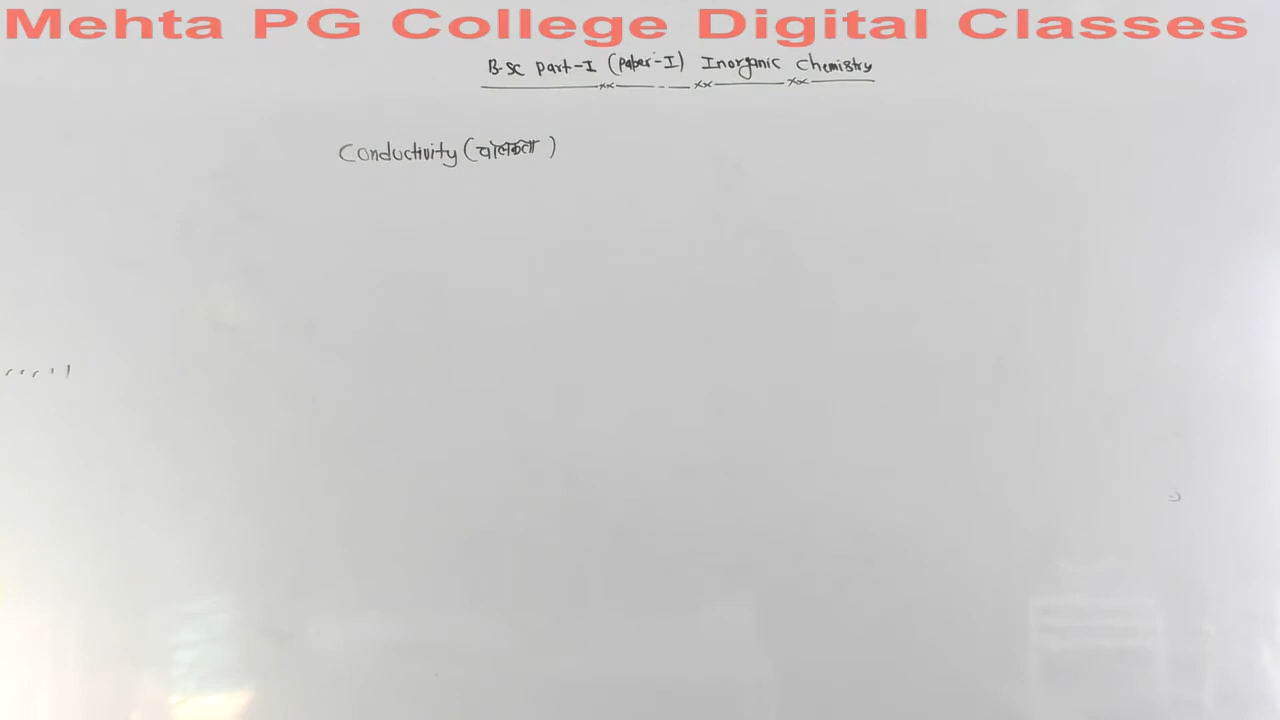 Mehta PG College Digital Classes
B.Sc Part-I (Paper-I) Inorganic Chemistry
Conductivity (चालकता)